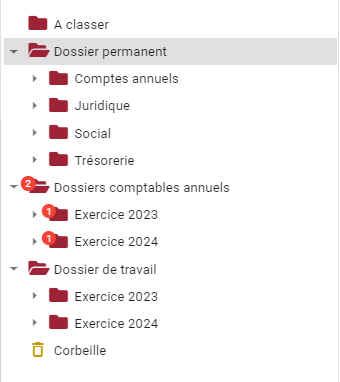 A classer
Dossier permanent
Comptes annuels
Juridique
Social
Trésorerie
2 Dossiers comptables annuels
1 Exercice 2023
1 Exercice 2024
Dossier de travail
Exercice 2023
Exercice 2024
Corbeille